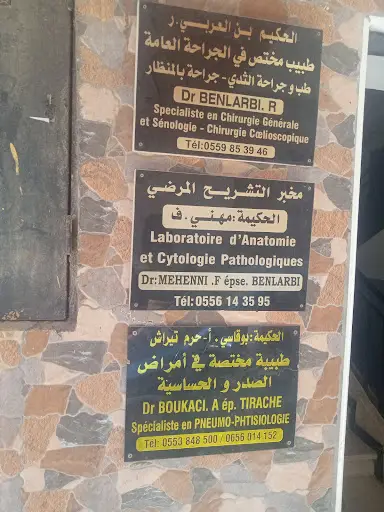 الحكيم بن العربي.ر
طبيب مختص في الجراحة العامة
طب و جراحة الثدي - جراحة بالمنظار
Dr BENLARBI. R
Specialiste en Chirurgie Générale
et Sénologie - Chirurgie Cœlioscopique
Tél:0559 85 39 46
مخبر التشريح المرضي
الحكيمة :مهني . ف
Laboratoire d'Anatomie
et Cytologie Pathologiques
Dr:MEHENNI .F épse. BENLARBI
Tél: 0556 14 35 95
الحكيمة: بوقاسي . أ- حرم تيراش
طبيبة مختصة في أمراض
الصدر و الحساسية
Dr BOUKACI. A ép. TIRACHE
Spécialiste en PNEUMO-PHTISIOLOGIE
Tél: 0553 848 500 / 0656 014 152